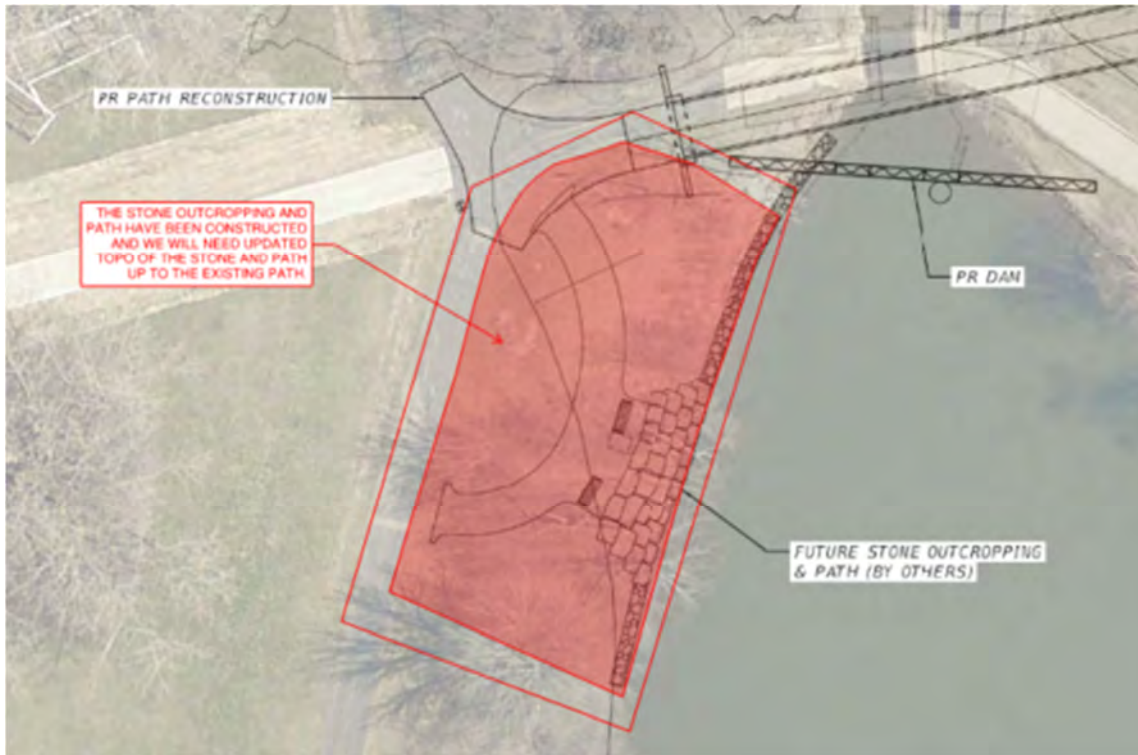 PR PATH RECONSTRUCTION
THE STONE OUTCROPPING AND
PATH HAVE BEEN CONSTRUCTED
AND WE WILL NEED UPDATED
TOPO OF THE STONE AND PATH
UP TO THE EXISTING PATH.
PR DAM
FUTURE STONE OUTCROPPING
& PATH (BY OTHERS)